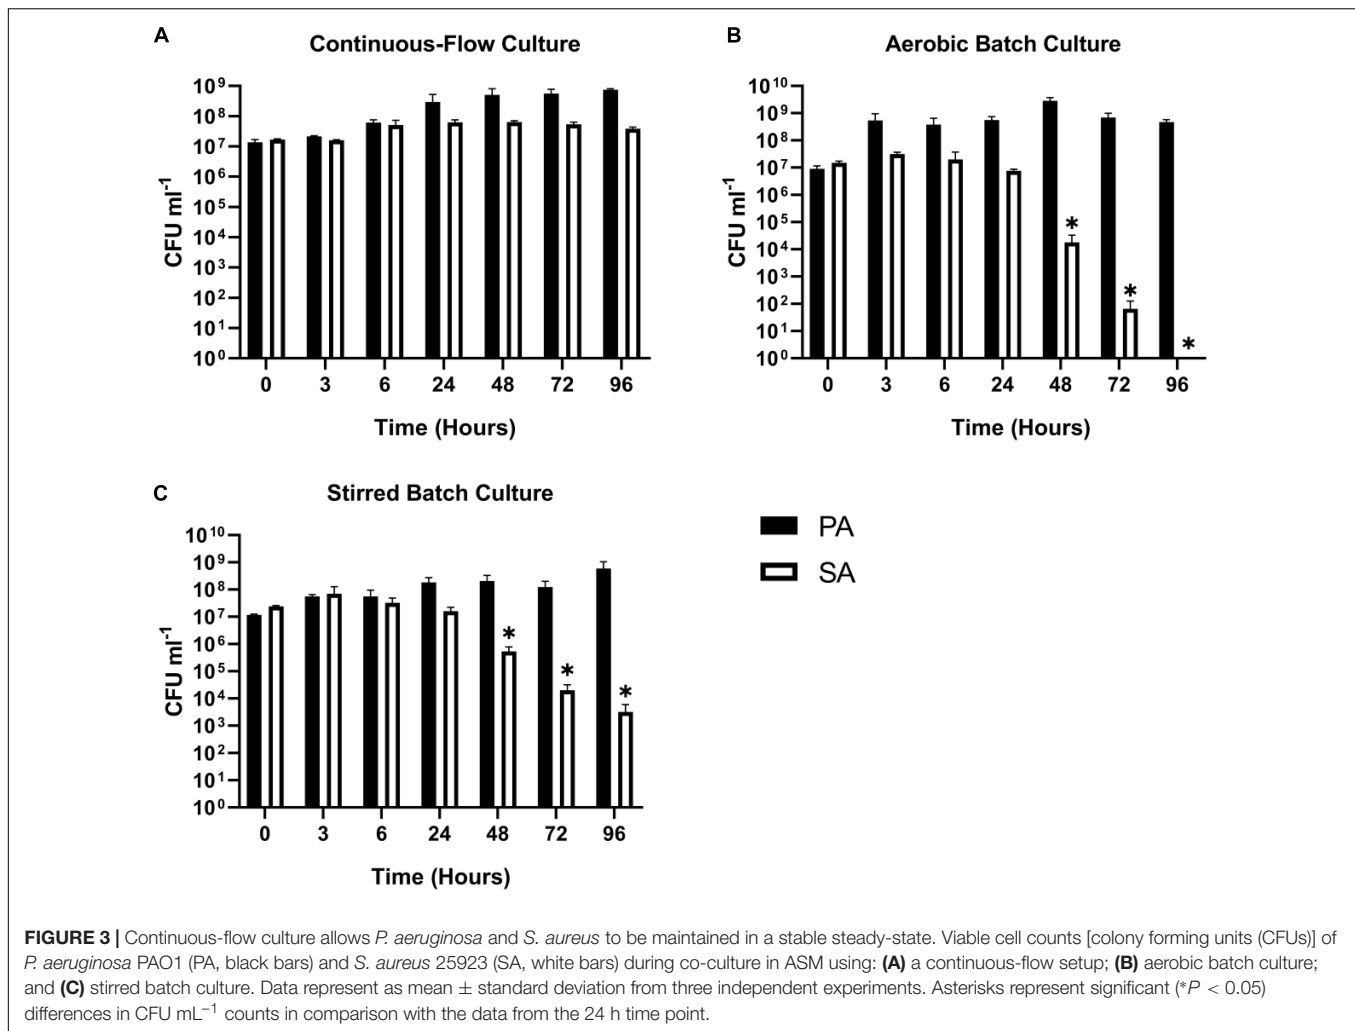 A
Continuous-Flow Culture
10⁹
10⁸
10⁷
10⁶
10⁵
10⁴
10³
10²
10¹
10⁰
CFU ml⁻¹
0 3 6 24 48 72 96
Time (Hours)
B
Aerobic Batch Culture
10¹⁰
10⁹
10⁸
10⁷
10⁶
10⁵
10⁴
10³
10²
10¹
10⁰
CFU ml⁻¹
* * *
0 3 6 24 48 72 96
Time (Hours)
C
Stirred Batch Culture
10¹⁰
10⁹
10⁸
10⁷
10⁶
10⁵
10⁴
10³
10²
10¹
10⁰
CFU ml⁻¹
* * *
0 3 6 24 48 72 96
Time (Hours)
PA
SA
FIGURE 3 | Continuous-flow culture allows P. aeruginosa and S. aureus to be maintained in a stable steady-state. Viable cell counts [colony forming units (CFUs)] of
P. aeruginosa PAO1 (PA, black bars) and S. aureus 25923 (SA, white bars) during co-culture in ASM using: (A) a continuous-flow setup; (B) aerobic batch culture;
and (C) stirred batch culture. Data represent as mean ± standard deviation from three independent experiments. Asterisks represent significant (*P < 0.05)
differences in CFU mL⁻¹ counts in comparison with the data from the 24 h time point.